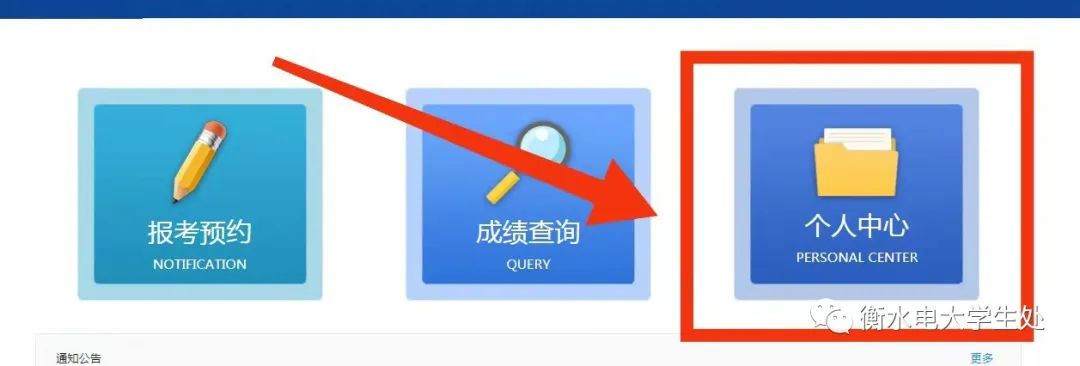 报考预约
NOTIFICATION
成绩查询
QUERY
个人中心
PERSONAL CENTER
衡水电大学生处
通知公告
更多